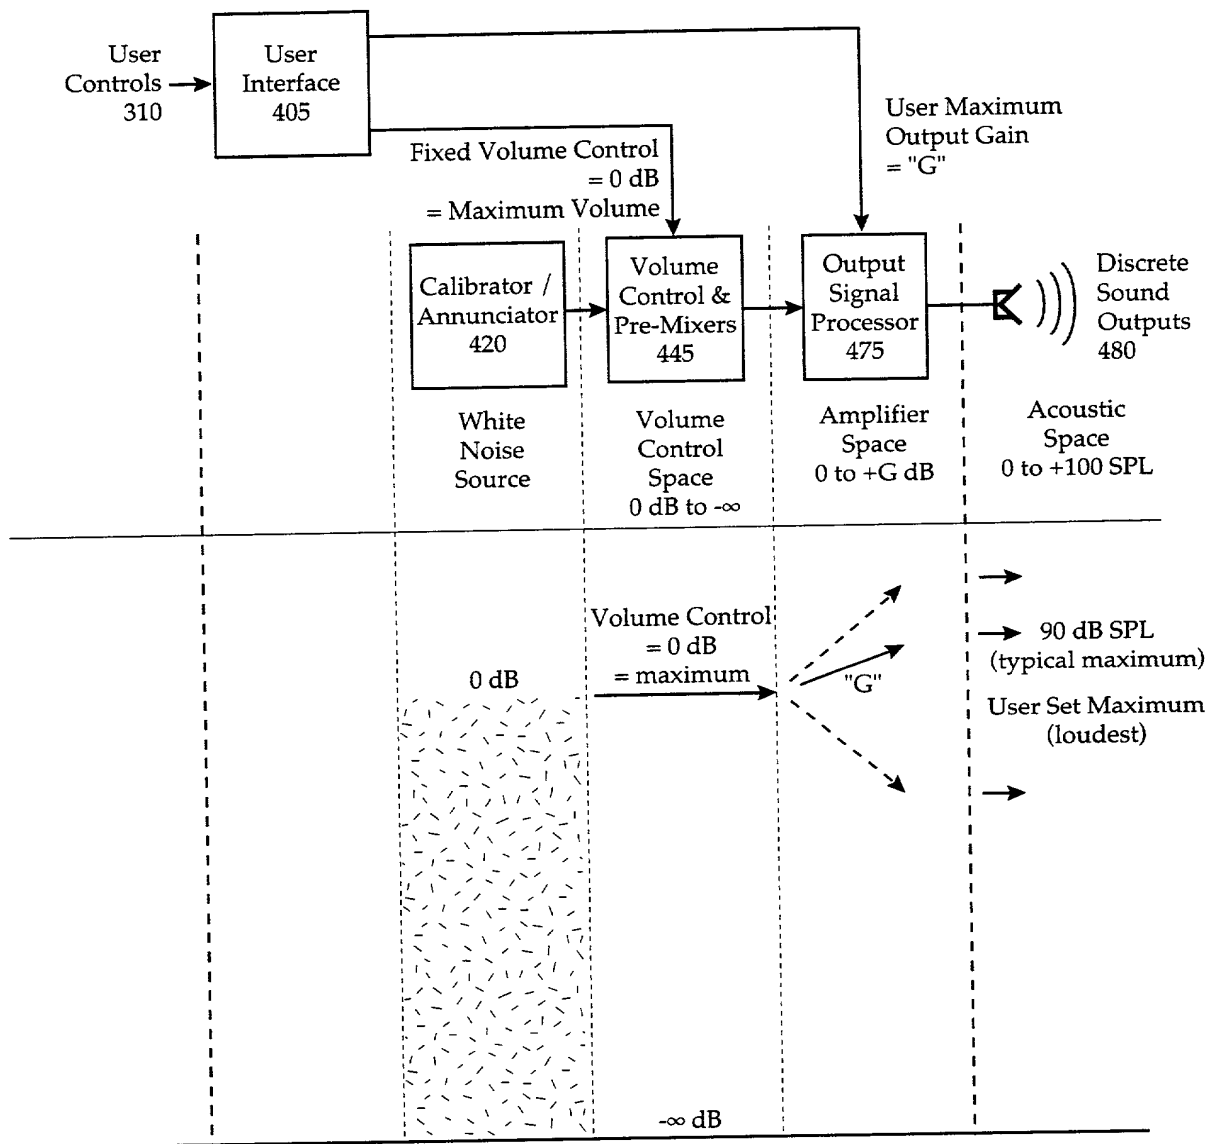 User
Controls
310
User
Interface
405
User Maximum
Output Gain
= "G"
Fixed Volume Control
= 0 dB
= Maximum Volume
Calibrator /
Annunciator
420
Volume
Control &
Pre-Mixers
445
Output
Signal
Processor
475
Discrete
Sound
Outputs
480
White
Noise
Source
Volume
Control
Space
0 dB to -∞
Amplifier
Space
0 to +G dB
Acoustic
Space
0 to +100 SPL
0 dB
Volume Control
= 0 dB
= maximum
"G"
90 dB SPL
(typical maximum)
User Set Maximum
(loudest)
-∞ dB